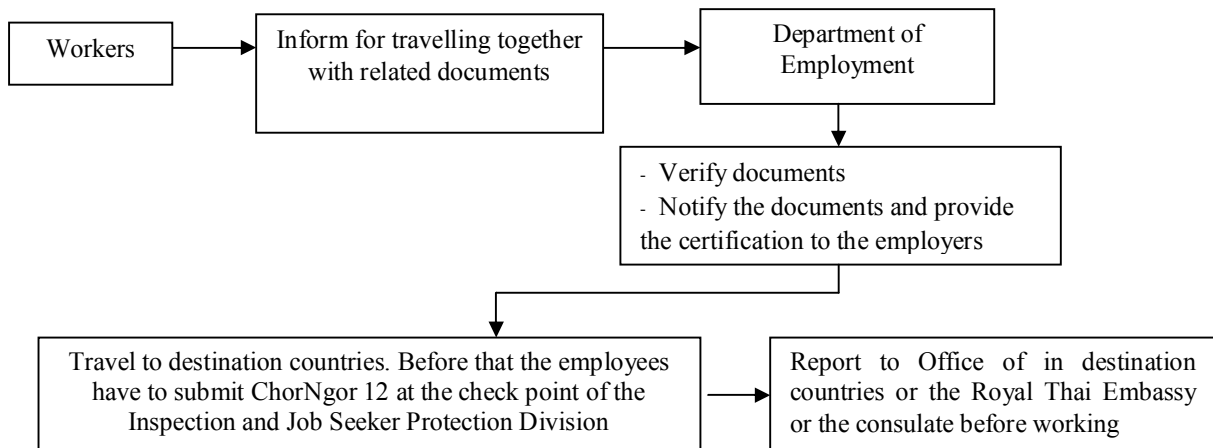 Workers
Inform for travelling together
with related documents
Department of
Employment
- Verify documents
- Notify the documents and provide
the certification to the employers
Travel to destination countries. Before that the employees
have to submit ChorNgor 12 at the check point of the
Inspection and Job Seeker Protection Division
Report to Office of in destination
countries or the Royal Thai Embassy
or the consulate before working